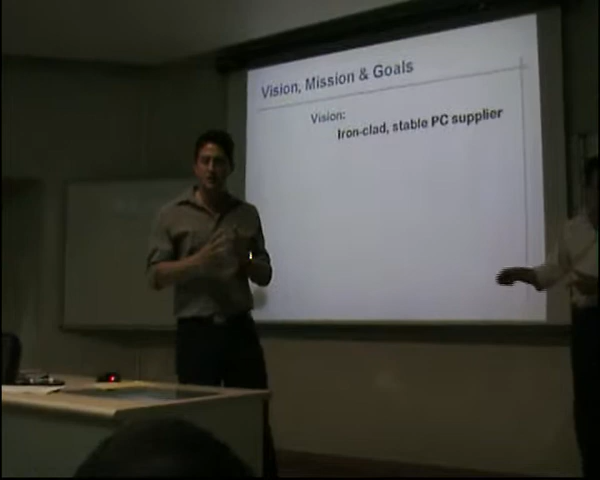 Vision, Mission & Goals
Vision:
Iron-clad, stable PC supplier